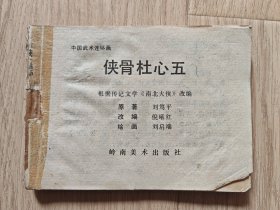 中国武术连环画
侠骨杜心五
根据传记文学《南北大侠》改编
原著 刘笃平
改编 倪昭红
绘画 刘启端
岭南美术出版社